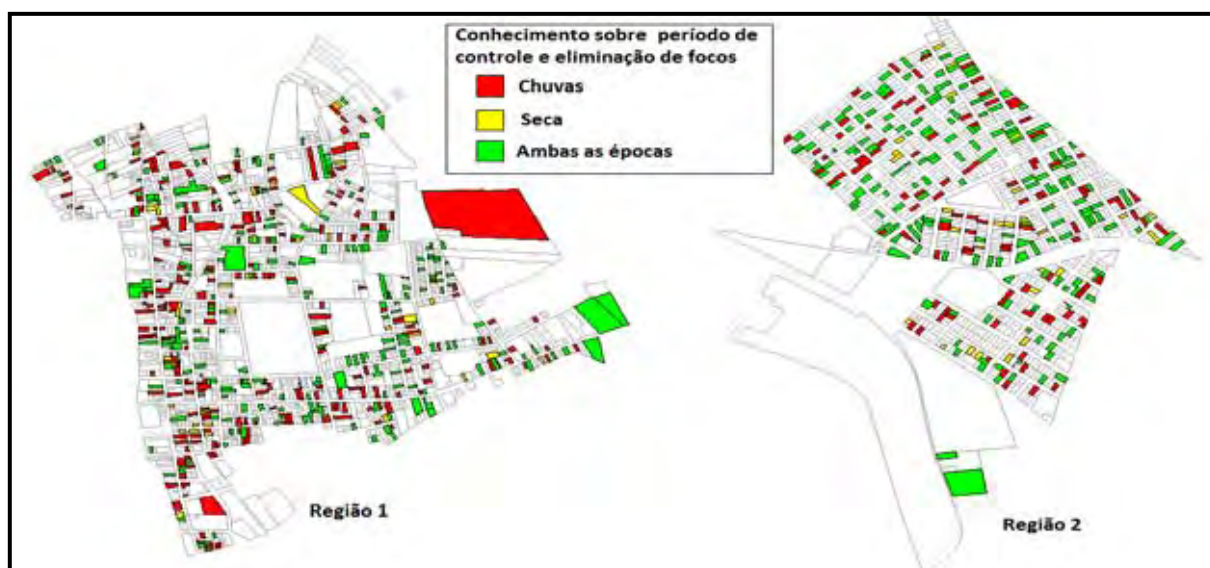 Conhecimento sobre período de
controle e eliminação de focos
Chuvas
Seca
Ambas as épocas
Região 1
Região 2